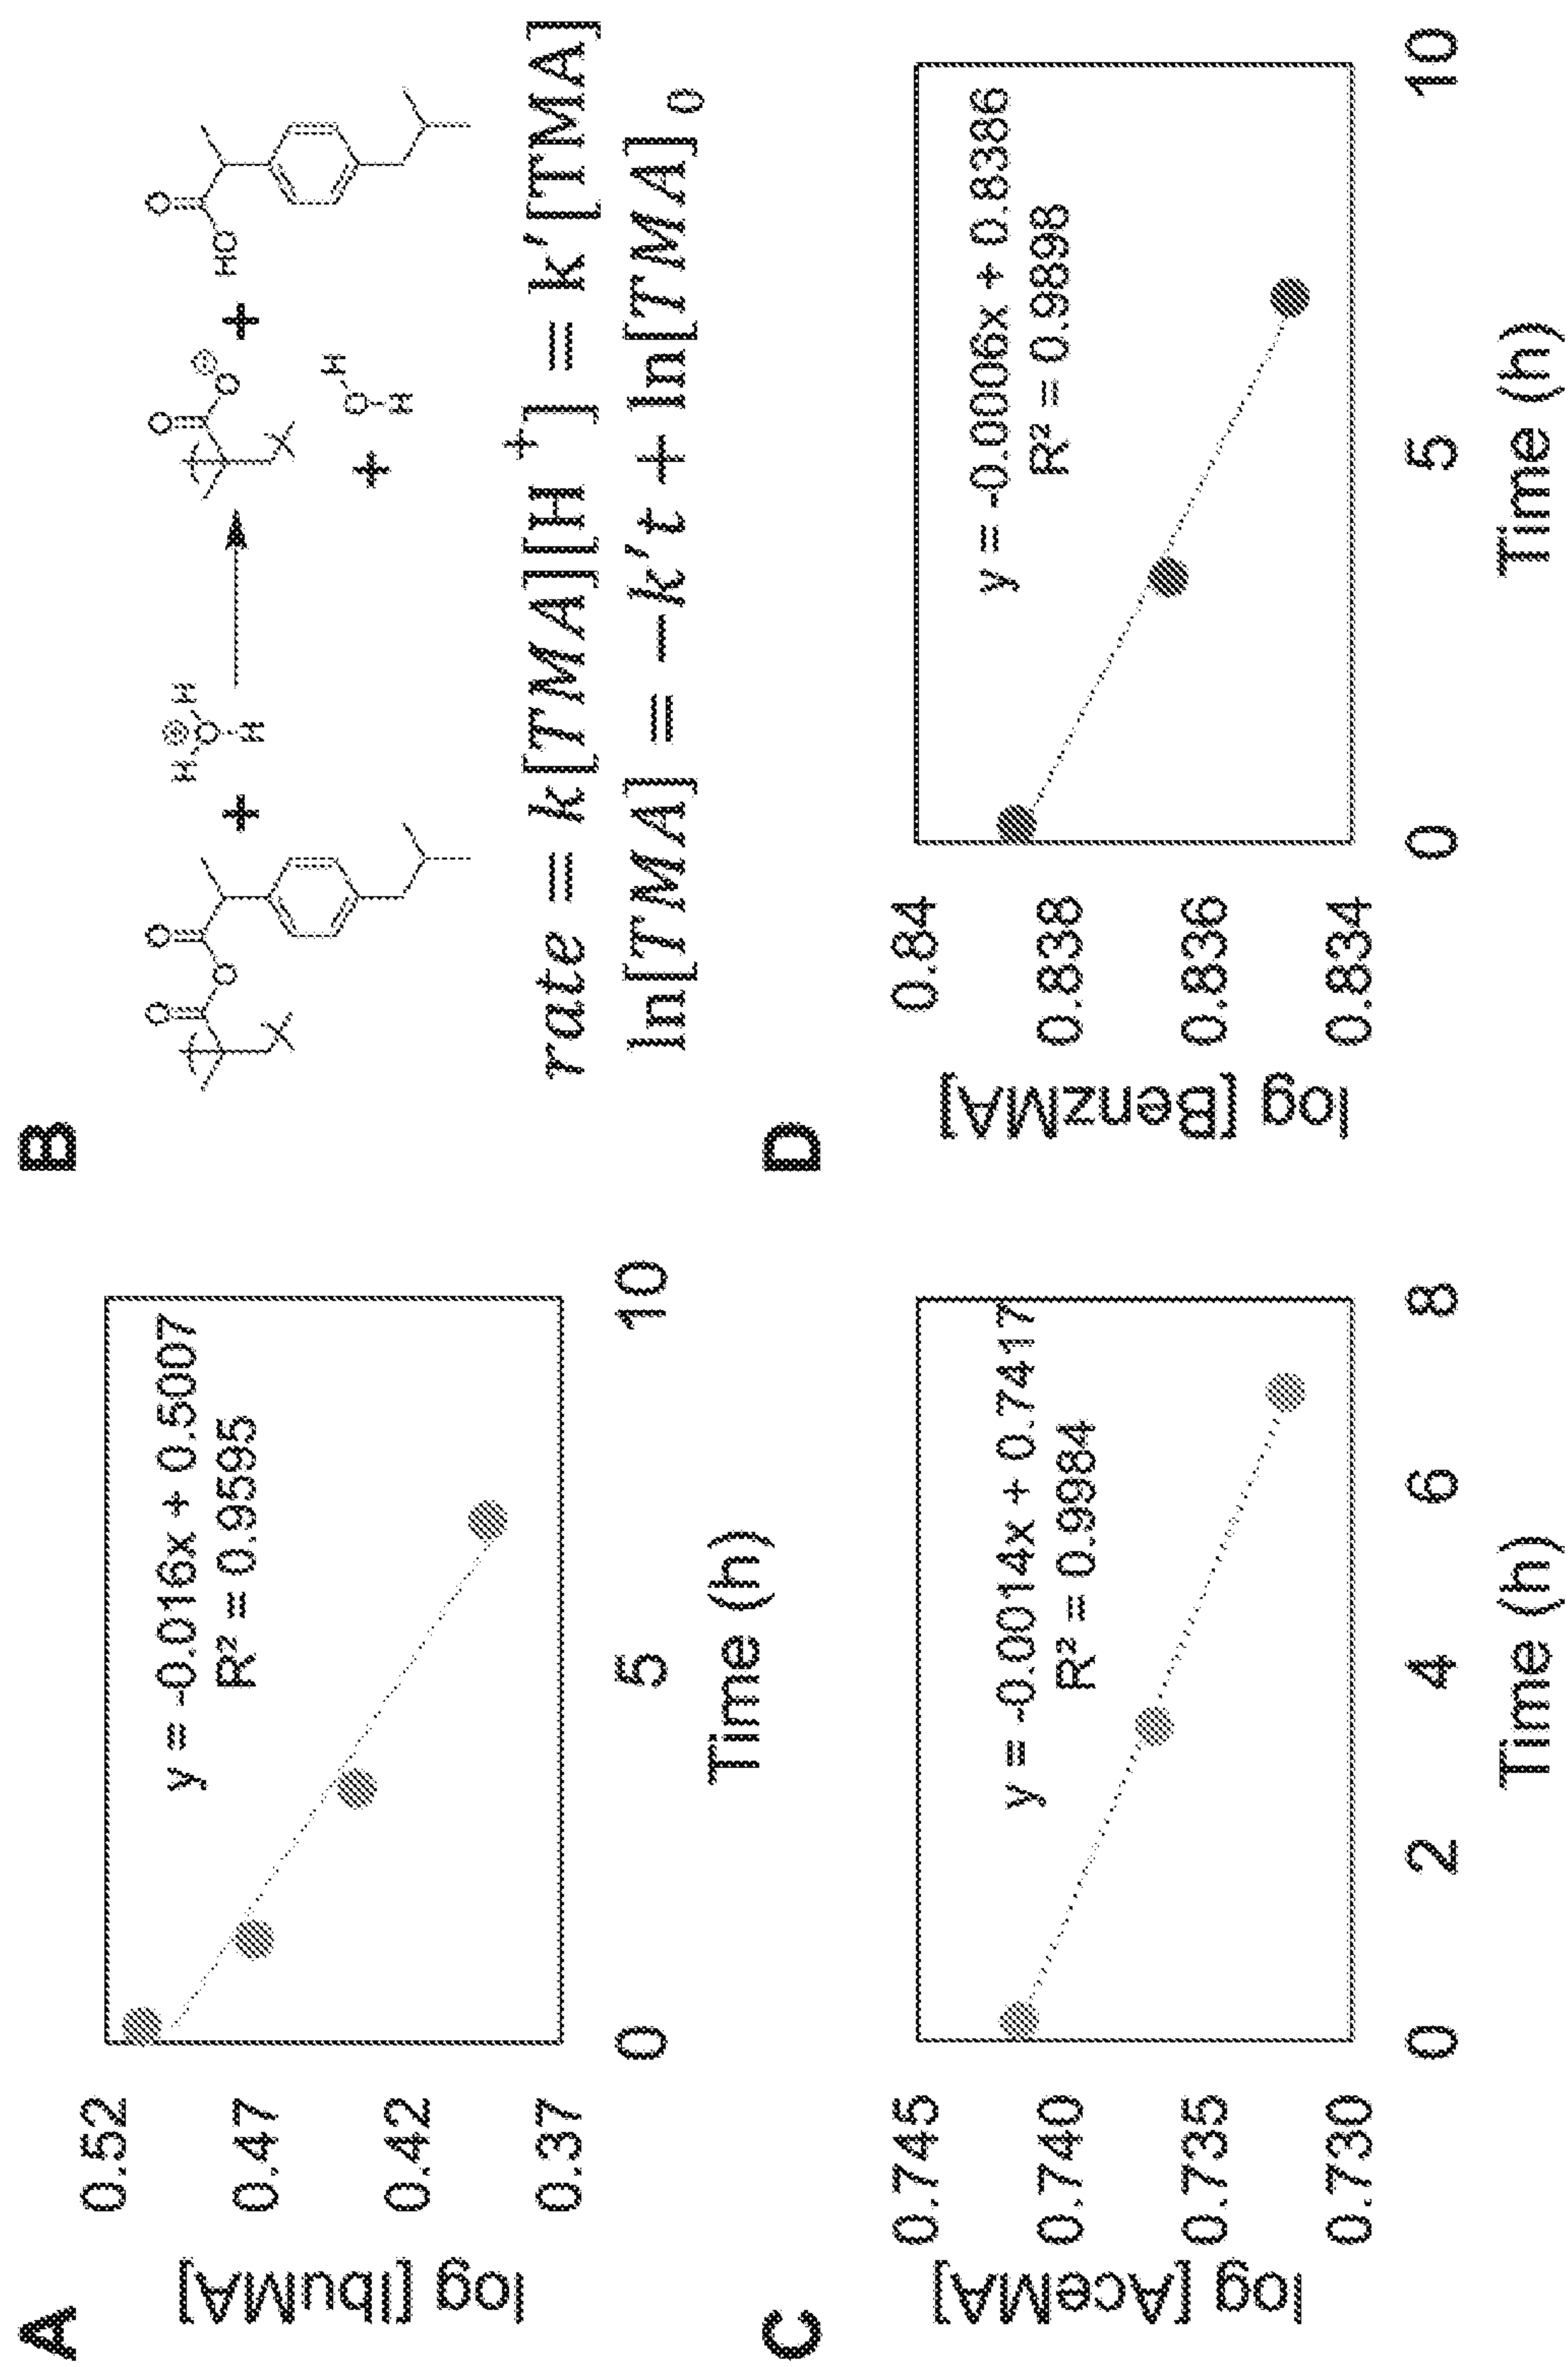 A
log [IbuMA]
0.52
0.47
0.42
0.37
y = -0.016x + 0.5007
R² = 0.9595
0
5
10
Time (h)
B
O
O
O
+
H
⊕
H
O
H
O
O
⊖
+
O
HO
+
H
O
H
rate = k[TMA][H⁺] = k′[TMA]
ln[TMA] = −k′t + ln[TMA]₀
C
log [AceMA]
0.745
0.740
0.735
0.730
y = -0.0014x + 0.7417
R² = 0.9984
0
2
4
6
8
Time (h)
D
log [BenzMA]
0.84
0.838
0.836
0.834
y = -0.0006x + 0.8386
R² = 0.9898
0
5
10
Time (h)